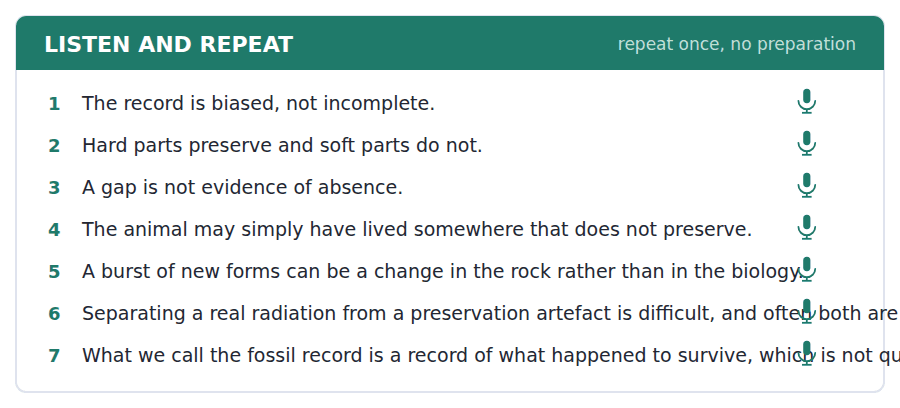 LISTEN AND REPEAT
repeat once, no preparation
1 The record is biased, not incomplete.
2 Hard parts preserve and soft parts do not.
3 A gap is not evidence of absence.
4 The animal may simply have lived somewhere that does not preserve.
5 A burst of new forms can be a change in the rock rather than in the biology.
6 Separating a real radiation from a preservation artefact is difficult, and often both are
7 What we call the fossil record is a record of what happened to survive, which is not